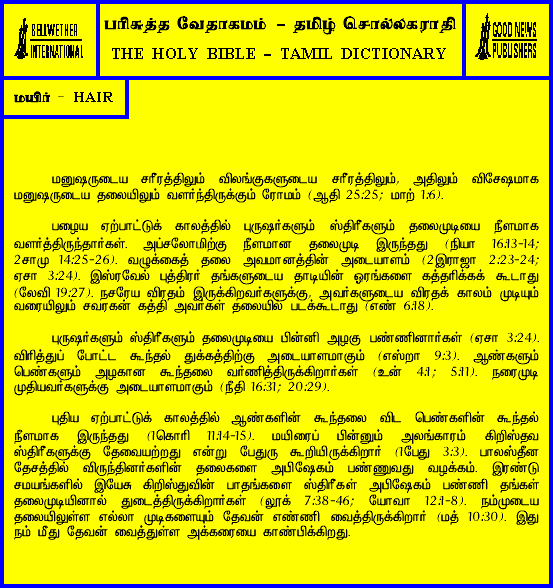 BELLWETHER
INTERNATIONAL
பரிசுத்த வேதாகமம் - தமிழ் சொல்லகராதி
THE HOLY BIBLE - TAMIL DICTIONARY
GOOD NEWS
PUBLISHERS
மயிர் - HAIR
மனுஷருடைய சரீரத்திலும் விலங்குகளுடைய சரீரத்திலும், அதிலும் விசேஷமாக
மனுஷருடைய தலையிலும் வளர்ந்திருக்கும் ரோமம் (ஆதி 25:25; மாற் 1:6).
பழைய ஏற்பாட்டுக் காலத்தில் புருஷர்களும் ஸ்திரீகளும் தலைமுடியை நீளமாக
வளர்த்திருந்தார்கள். அப்சலோமிற்கு நீளமான தலைமுடி இருந்தது (நியா 16:13-14;
2சாமு 14:25-26). வழுக்கைத் தலை அவமானத்தின் அடையாளம் (2இராஜா 2:23-24;
ஏசா 3:24). இஸ்ரவேல் புத்திரர் தங்களுடைய தாடியின் ஓரங்களை கத்தரிக்கக் கூடாது
(லேவி 19:27). நசரேய விரதம் இருக்கிறவர்களுக்கு, அவர்களுடைய விரதக் காலம் முடியும்
வரையிலும் சவரகன் கத்தி அவர்கள் தலையில் படக்கூடாது (எண் 6:18).
புருஷர்களும் ஸ்திரீகளும் தலைமுடியை பின்னி அழகு பண்ணினார்கள் (ஏசா 3:24).
விரித்துப் போட்ட கூந்தல் துக்கத்திற்கு அடையாளமாகும் (எஸ்றா 9:3). ஆண்களும்
பெண்களும் அழகான கூந்தலை வர்ணித்திருக்கிறார்கள் (உன் 4:1; 5:11). நரைமுடி
முதியவர்களுக்கு அடையாளமாகும் (நீதி 16:31; 20:29).
புதிய ஏற்பாட்டுக் காலத்தில் ஆண்களின் கூந்தலை விட பெண்களின் கூந்தல்
நீளமாக இருந்தது (1கொரி 11:14-15). மயிரைப் பின்னும் அலங்காரம் கிறிஸ்தவ
ஸ்திரீகளுக்கு தேவையற்றது என்று பேதுரு கூறியிருக்கிறார் (1பேது 3:3). பாலஸ்தீன
தேசத்தில் விருந்தினர்களின் தலைகளை அபிஷேகம் பண்ணுவது வழக்கம். இரண்டு
சமயங்களில் இயேசு கிறிஸ்துவின் பாதங்களை ஸ்திரீகள் அபிஷேகம் பண்ணி தங்கள்
தலைமுடியினால் துடைத்திருக்கிறார்கள் (லூக் 7:38-46; யோவா 12:1-8). நம்முடைய
தலையிலுள்ள எல்லா முடிகளையும் தேவன் எண்ணி வைத்திருக்கிறார் (மத் 10:30). இது
நம் மீது தேவன் வைத்துள்ள அக்கரையை காண்பிக்கிறது.